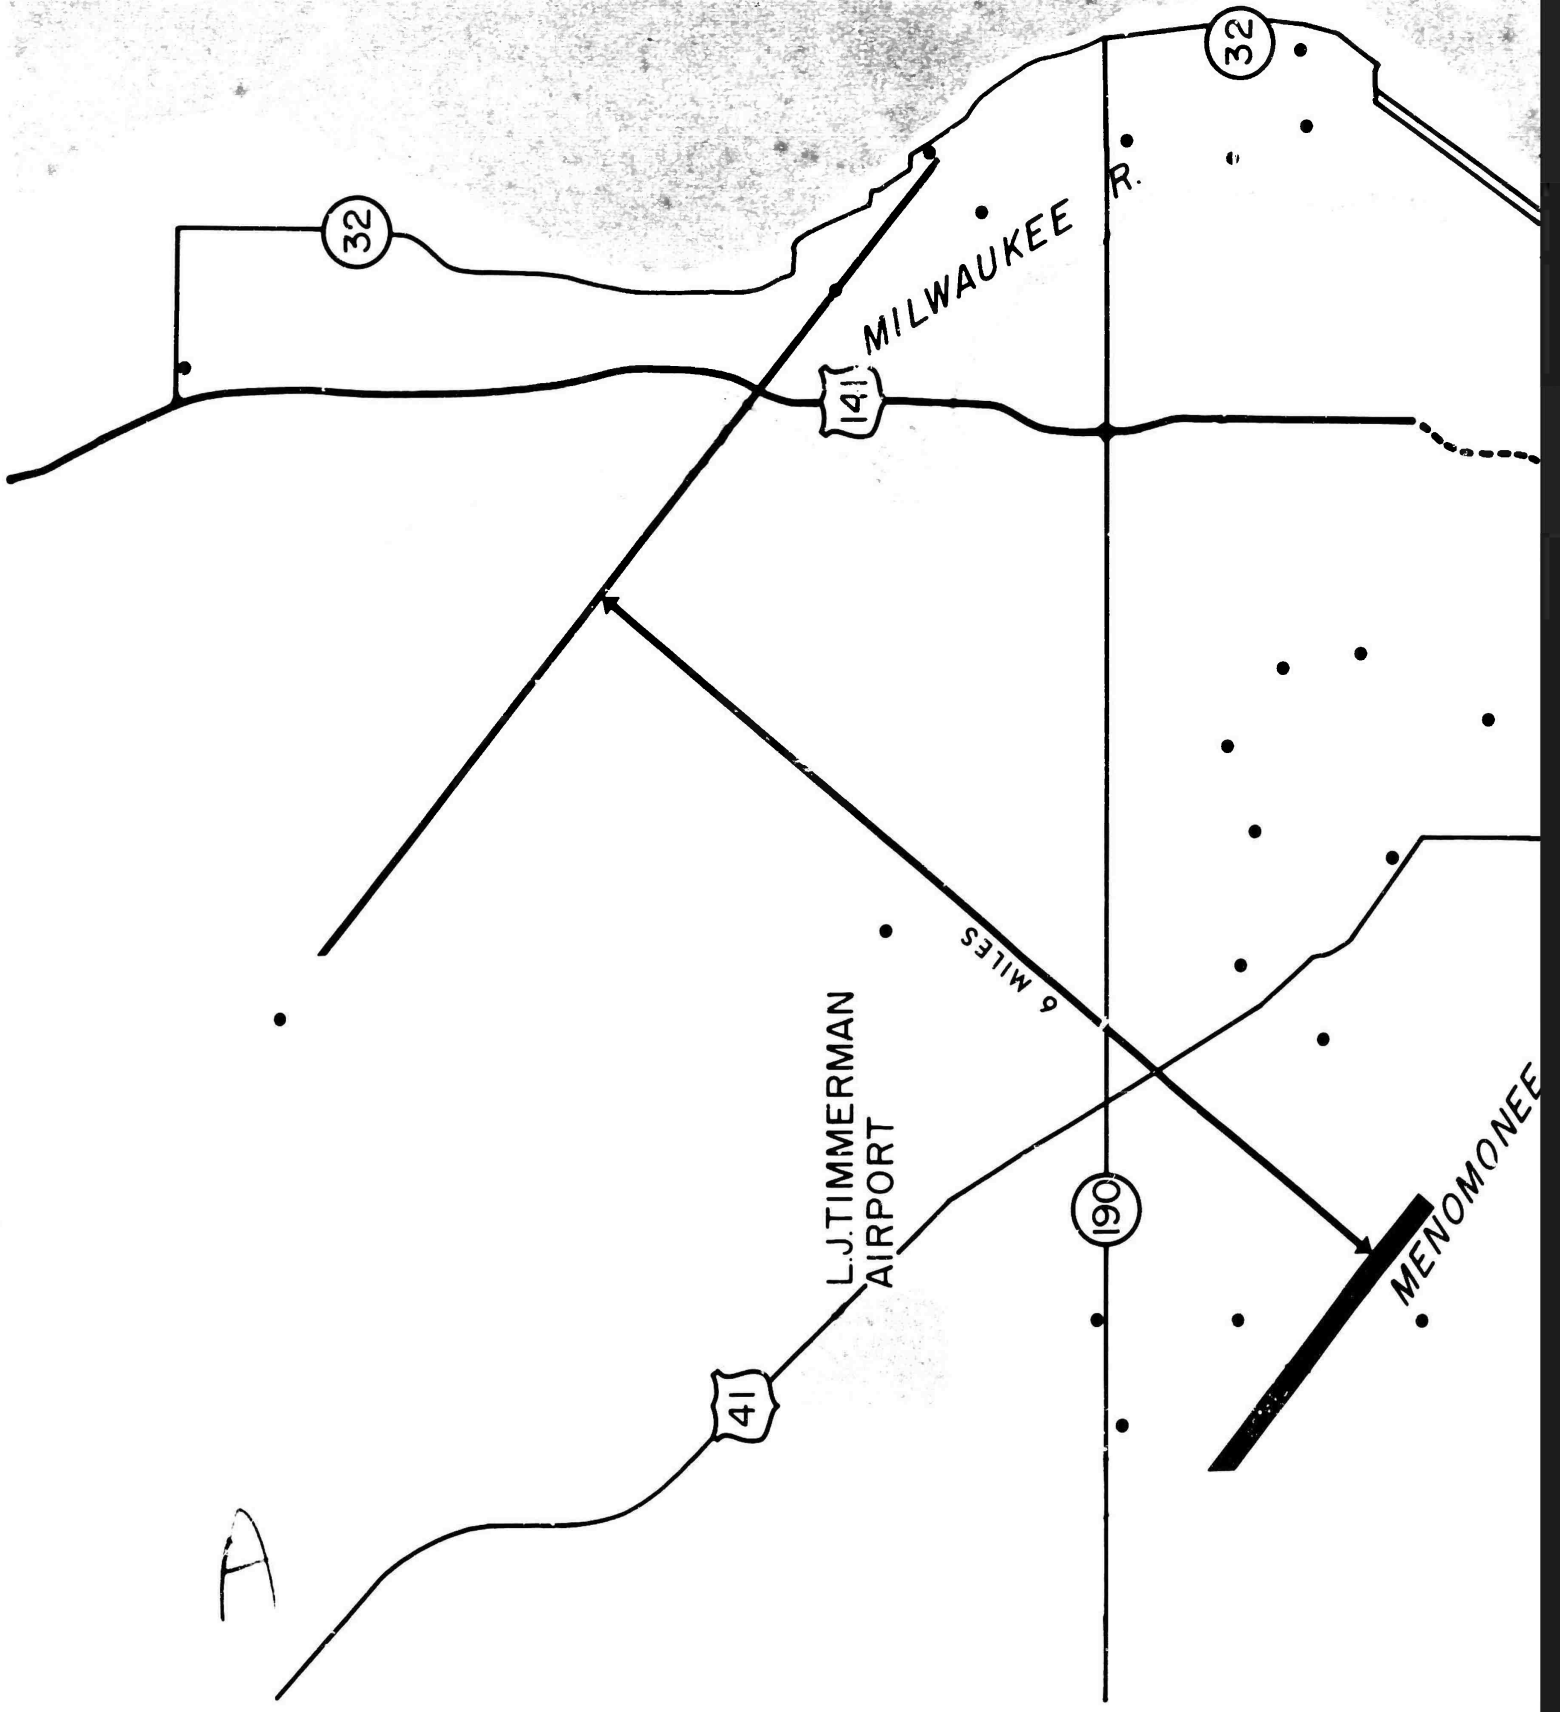 32
32
MILWAUKEE R.
141
6 MILES
L.J. TIMMERMAN
AIRPORT
190
MENOMONEE
41
A